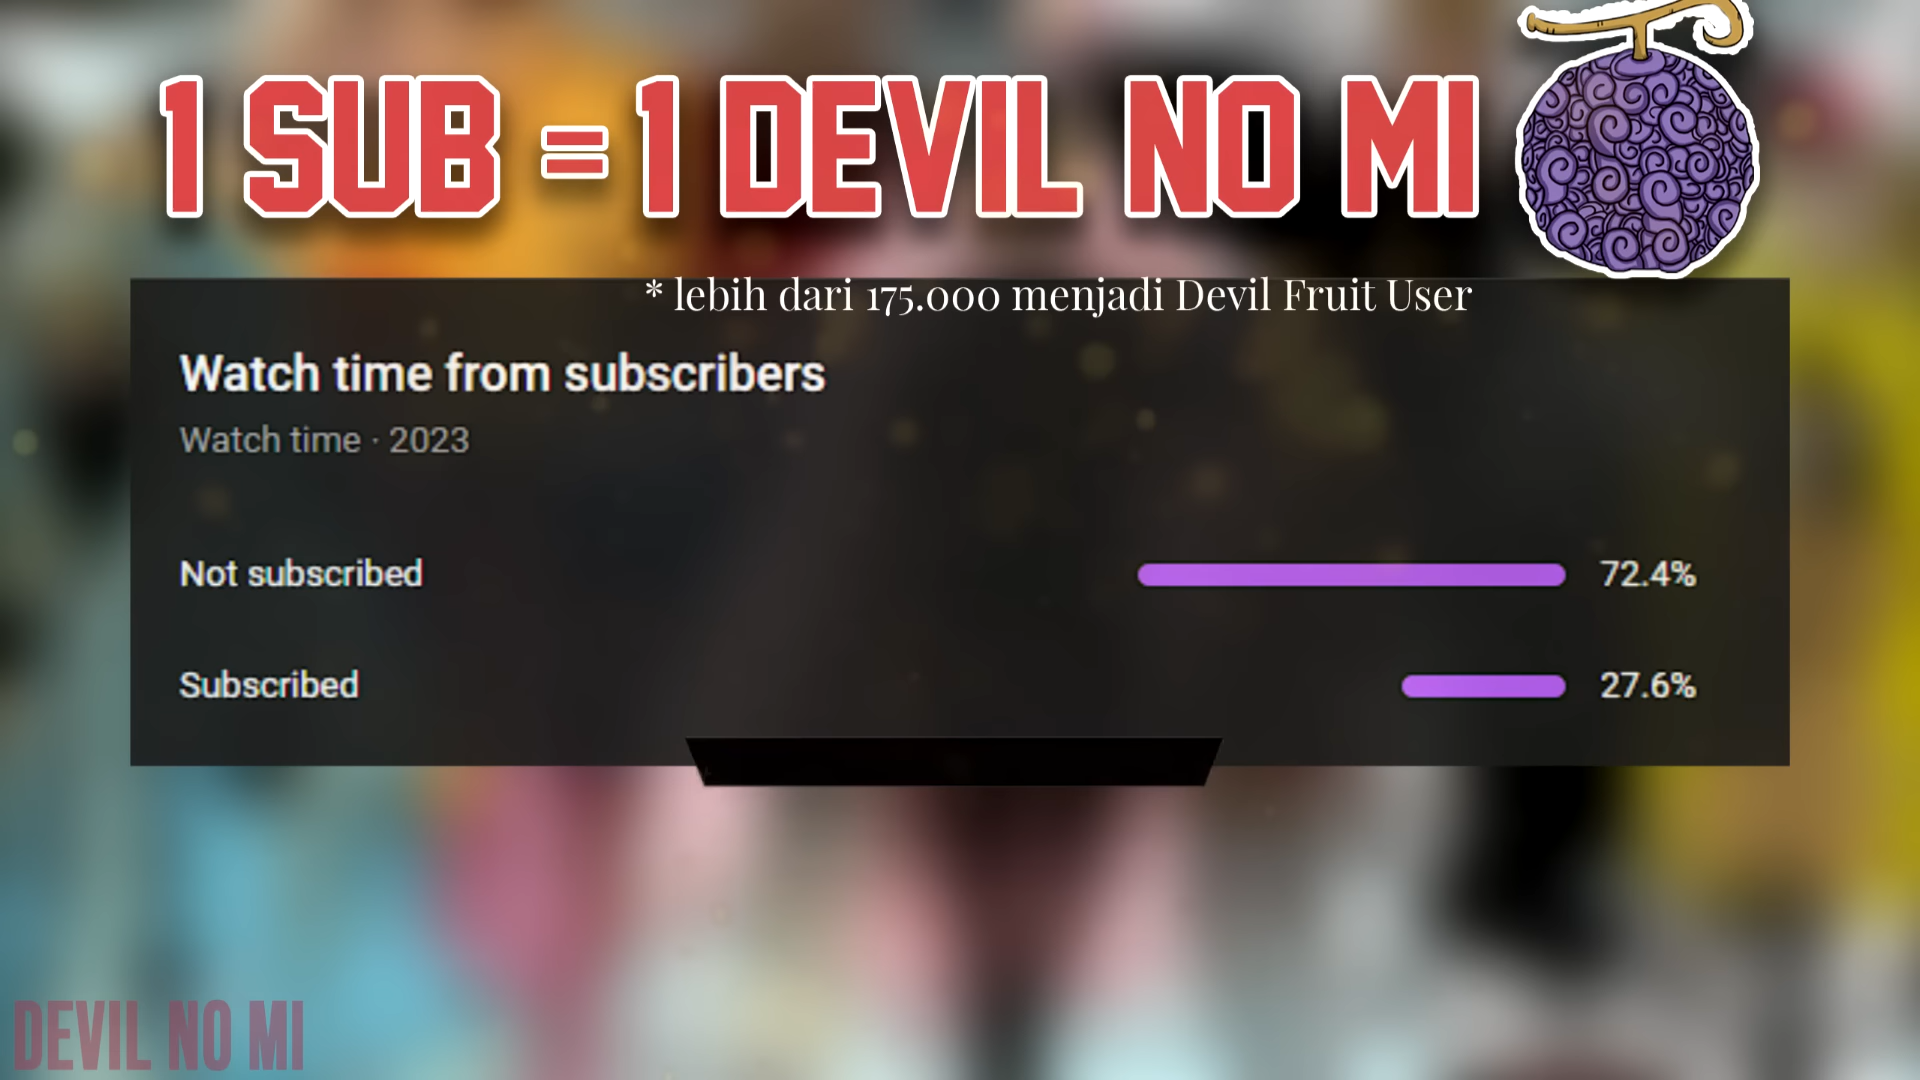 1 SUB = 1 DEVIL NO MI
* lebih dari 175.000 menjadi Devil Fruit User
Watch time from subscribers
Watch time · 2023
Not subscribed 72.4%
Subscribed 27.6%
DEVIL NO MI